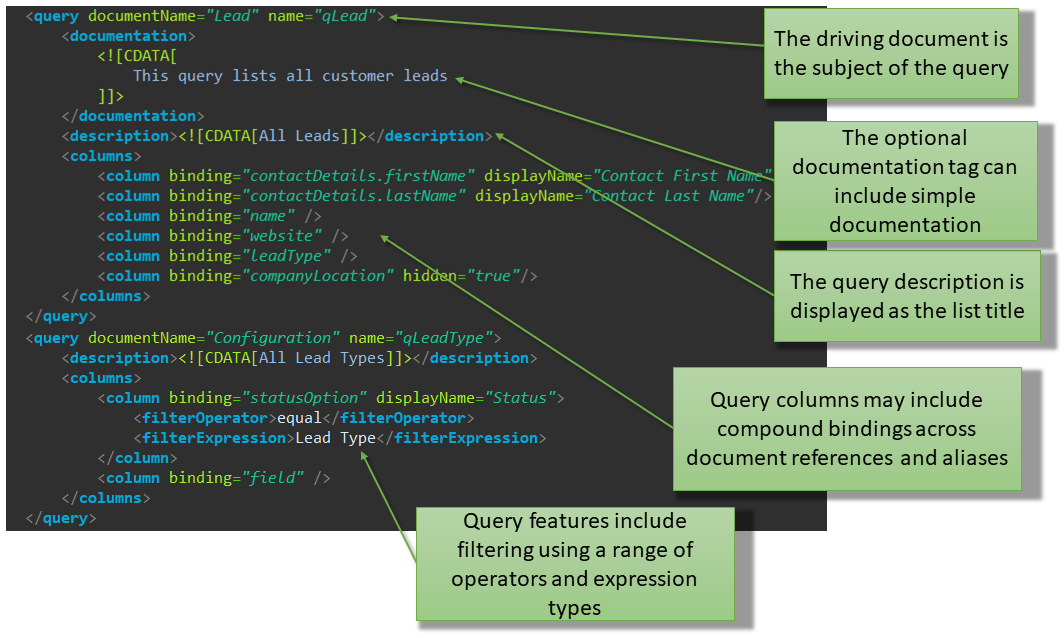 <query documentName="Lead" name="qLead">
<documentation>
<![CDATA[
This query lists all customer leads
]]>
</documentation>
<description><![CDATA[All Leads]]></description>
<columns>
<column binding="contactDetails.firstName" displayName="Contact First Name"
<column binding="contactDetails.lastName" displayName="Contact Last Name"/>
<column binding="name" />
<column binding="website" />
<column binding="leadType" />
<column binding="companyLocation" hidden="true"/>
</columns>
</query>
<query documentName="Configuration" name="qLeadType">
<description><![CDATA[All Lead Types]]></description>
<columns>
<column binding="statusOption" displayName="Status">
<filterOperator>equal</filterOperator>
<filterExpression>Lead Type</filterExpression>
</column>
<column binding="field" />
</columns>
</query>
The driving document is
the subject of the query
The optional
documentation tag can
include simple
documentation
The query description is
displayed as the list title
Query columns may include
compound bindings across
document references and aliases
Query features include
filtering using a range of
operators and expression
types